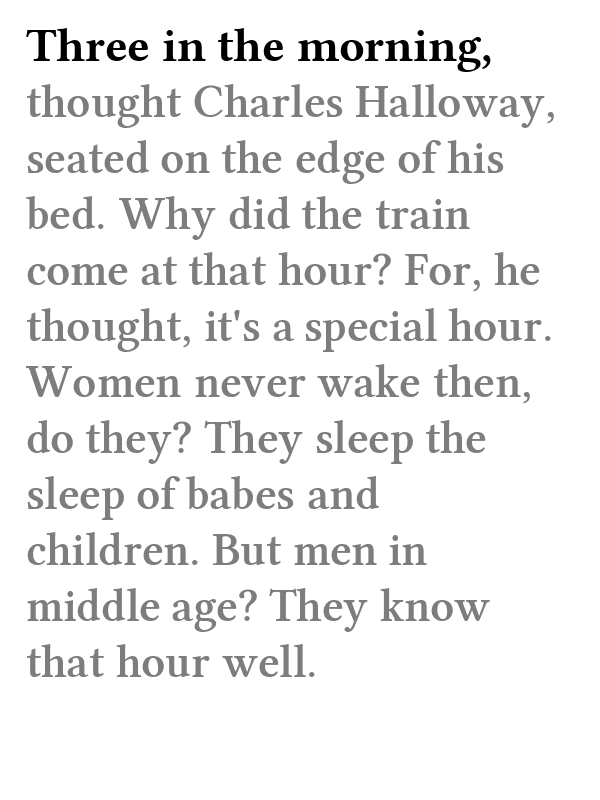 Three in the morning,
thought Charles Halloway,
seated on the edge of his
bed. Why did the train
come at that hour? For, he
thought, it's a special hour.
Women never wake then,
do they? They sleep the
sleep of babes and
children. But men in
middle age? They know
that hour well.